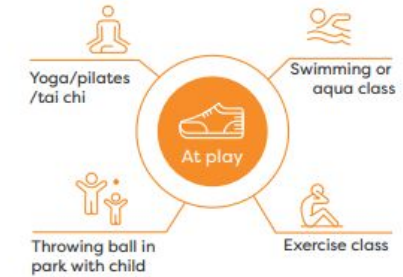 Yoga/pilates
/tai chi
Swimming or
aqua class
At play
Throwing ball in
park with child
Exercise class